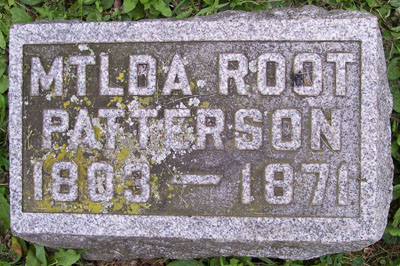 MTLDA ROOT
PATTERSON
1803 — 1871